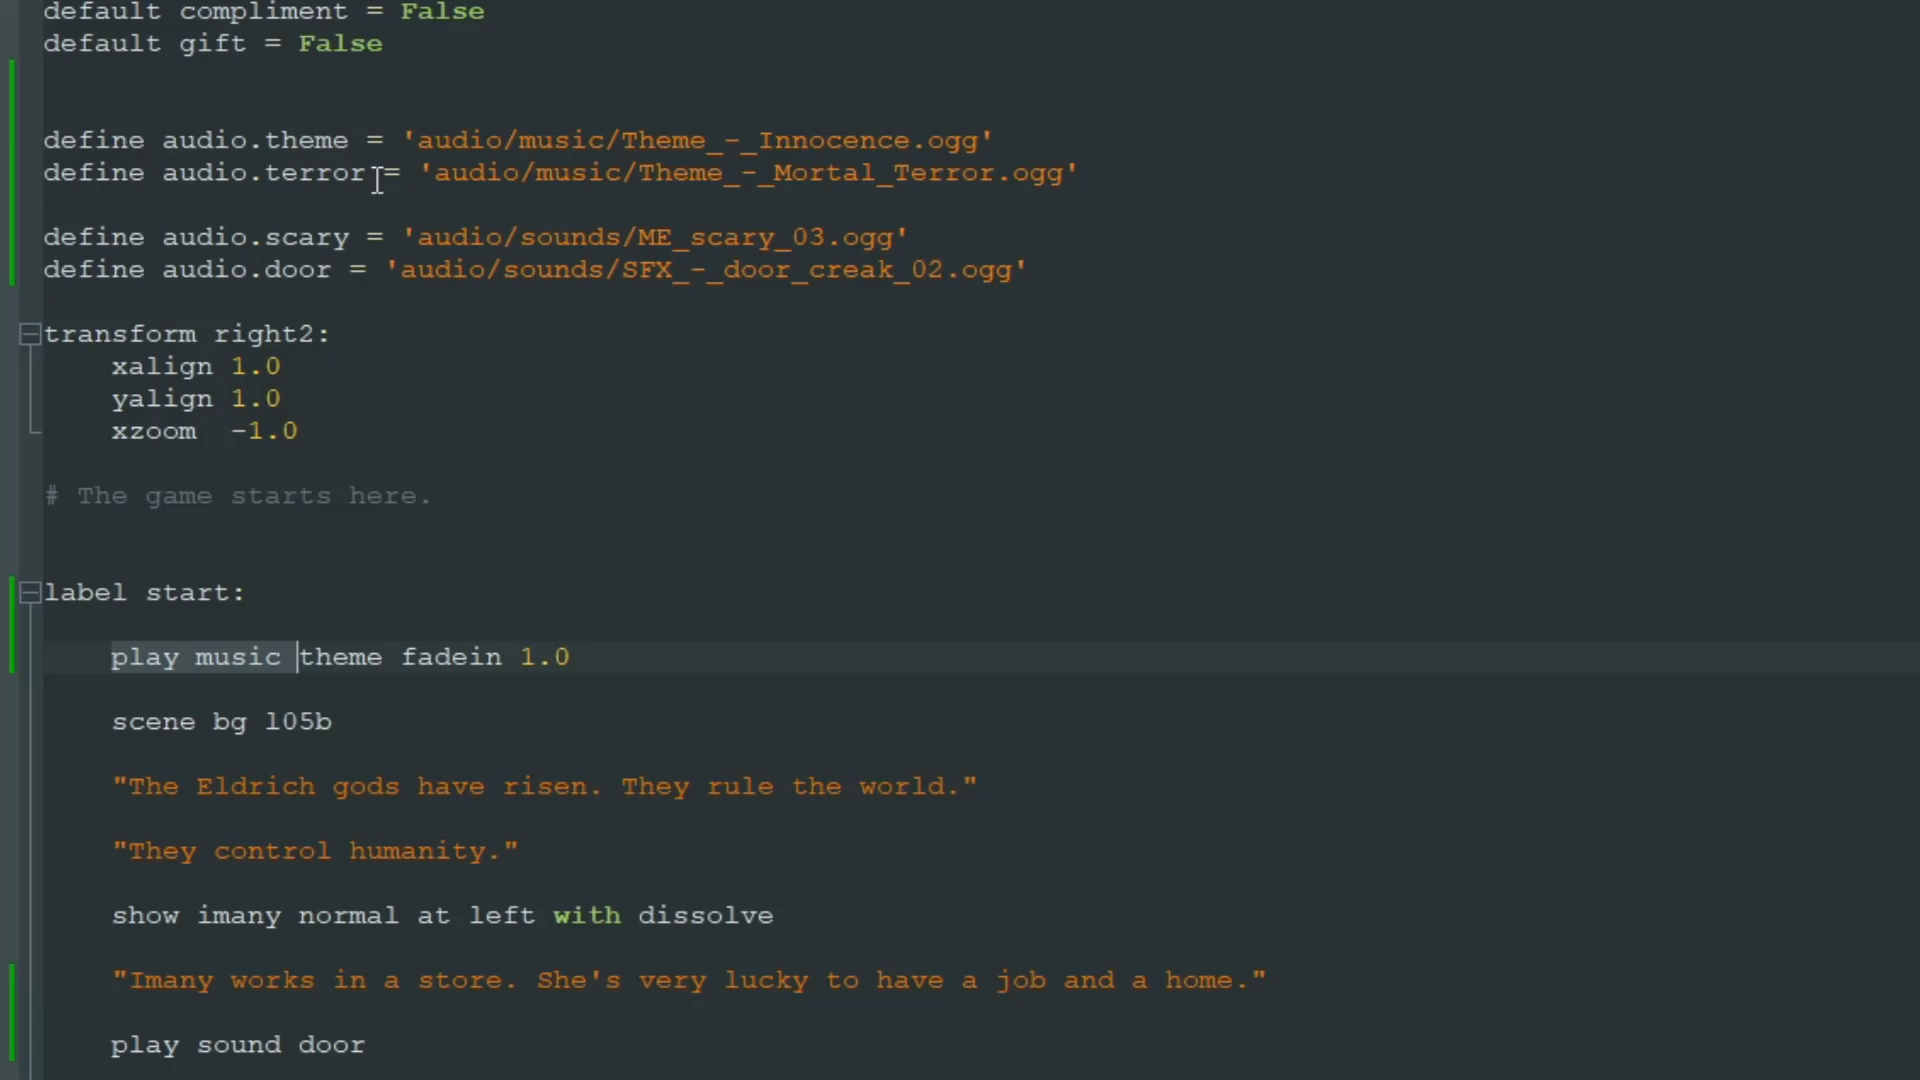 default compliment = False
default gift = False
define audio.theme = 'audio/music/Theme_-_Innocence.ogg'
define audio.terror = 'audio/music/Theme_-_Mortal_Terror.ogg'
define audio.scary = 'audio/sounds/ME_scary_03.ogg'
define audio.door = 'audio/sounds/SFX_-_door_creak_02.ogg'
transform right2:
    xalign 1.0
    yalign 1.0
    xzoom  -1.0
# The game starts here.
label start:
    play music theme fadein 1.0
    scene bg l05b
    "The Eldrich gods have risen. They rule the world."
    "They control humanity."
    show imany normal at left with dissolve
    "Imany works in a store. She's very lucky to have a job and a home."
    play sound door